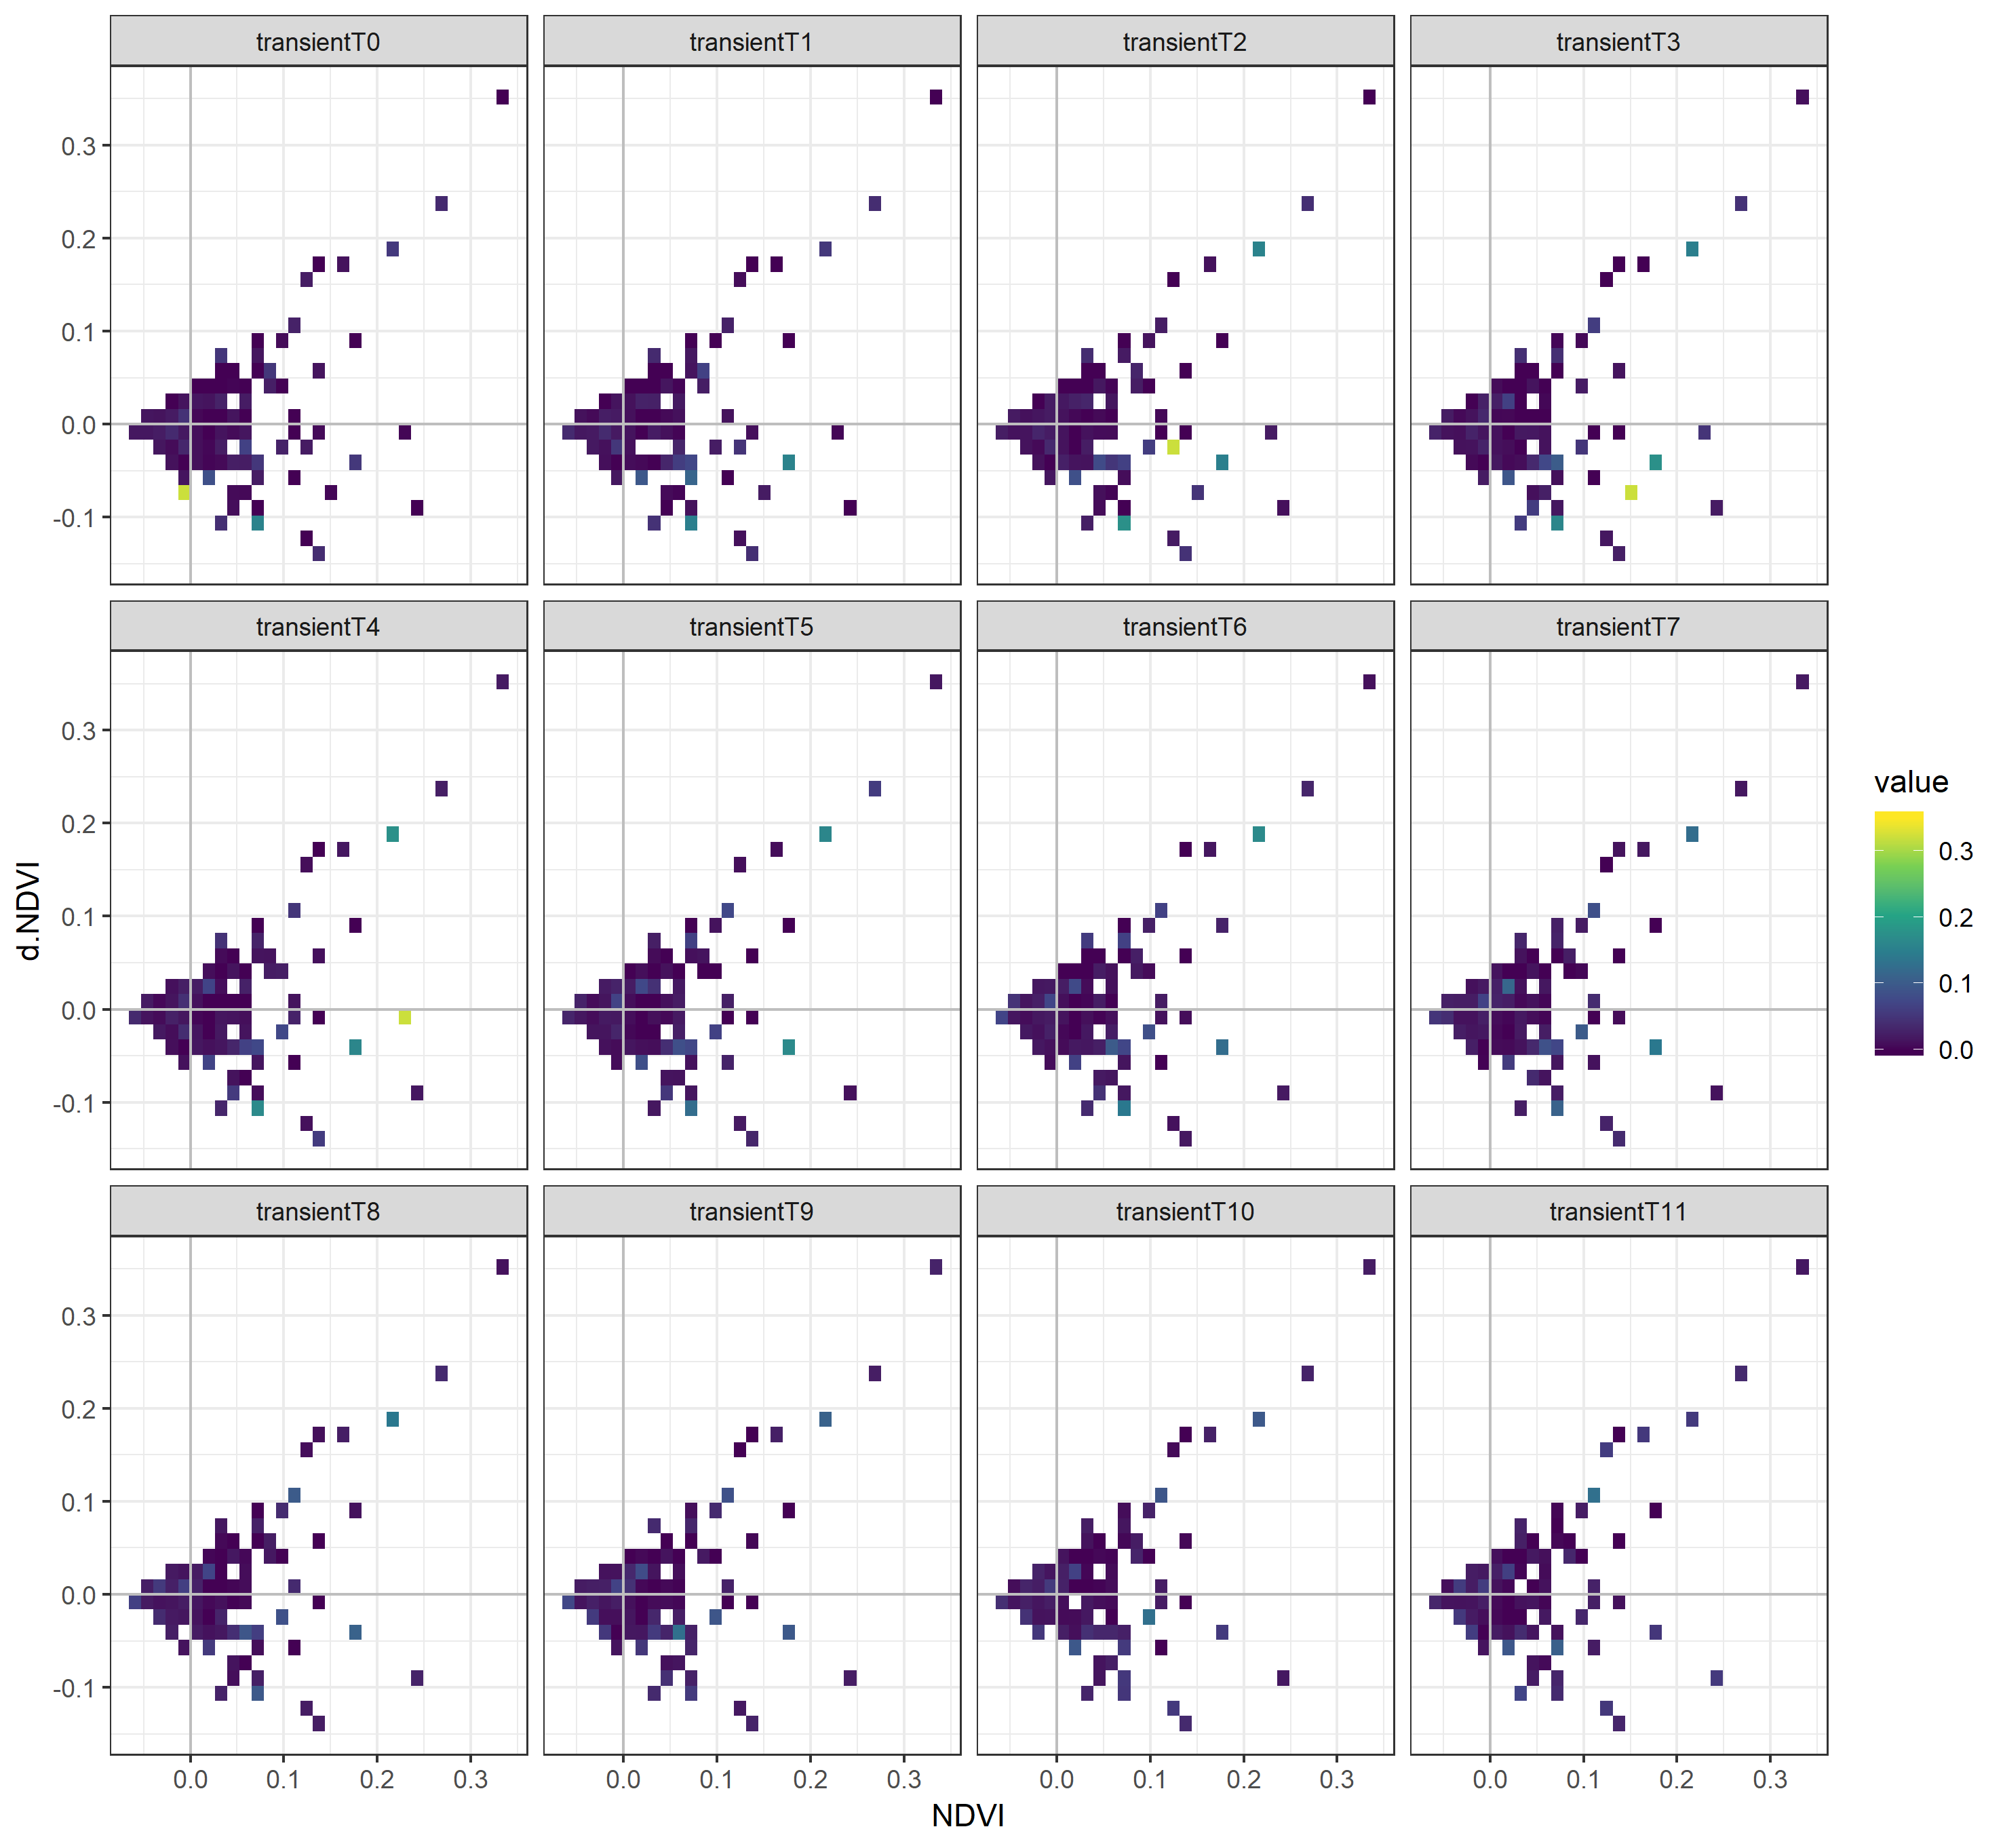 transientT0 transientT1 transientT2 transientT3
0.3
0.2
0.1
0.0
-0.1
transientT4 transientT5 transientT6 transientT7
0.3
0.2
0.1
0.0
-0.1
d.NDVI
value
0.3
0.2
0.1
0.0
transientT8 transientT9 transientT10 transientT11
0.3
0.2
0.1
0.0
-0.1
0.0 0.1 0.2 0.3 0.0 0.1 0.2 0.3 0.0 0.1 0.2 0.3 0.0 0.1 0.2 0.3
NDVI